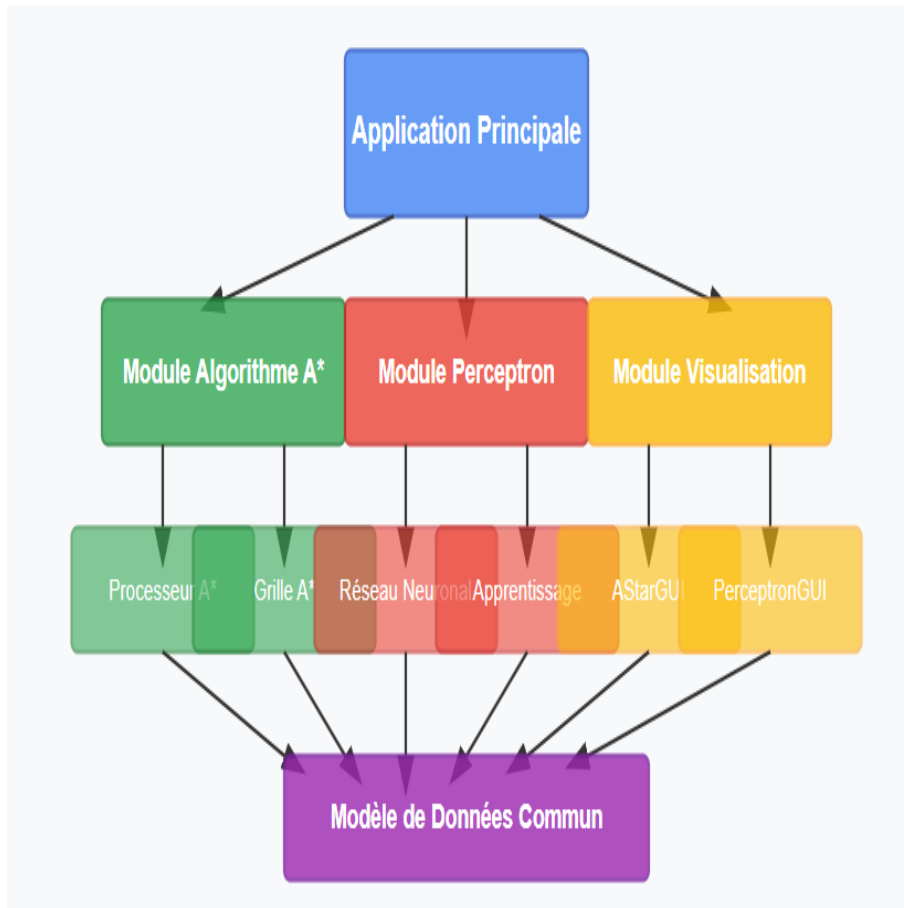 Application Principale
Module Algorithme A*
Module Perceptron
Module Visualisation
Processeur A*
Grille A*
Réseau Neuronal
Apprentissage
AStarGUI
PerceptronGUI
Modèle de Données Commun